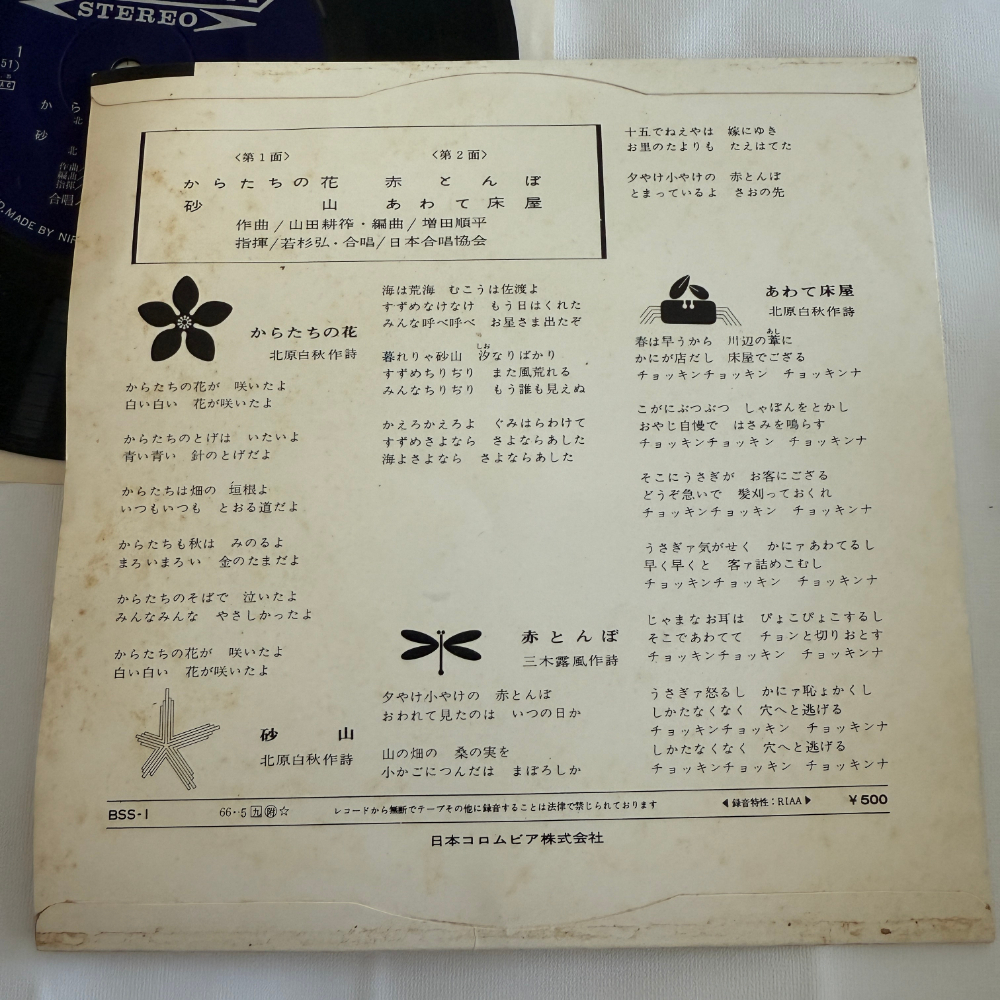 STEREO
1
か ら
北
砂
北
作曲
編曲
指揮
合唱
MADE BY NIP
〈第1面〉 〈第2面〉
からたちの花 赤とんぼ
砂山 あわて床屋
作曲/山田耕筰・編曲/増田順平
指揮/若杉弘・合唱/日本合唱協会
からたちの花
北原白秋作詩
からたちの花が 咲いたよ
白い白い 花が咲いたよ
からたちのとげは いたいよ
青い青い 針のとげだよ
からたちは畑の 垣根よ
いつもいつも とおる道だよ
からたちも秋は みのるよ
まろいまろい 金のたまだよ
からたちのそばで 泣いたよ
みんなみんな やさしかったよ
からたちの花が 咲いたよ
白い白い 花が咲いたよ
砂山
北原白秋作詩
海は荒海 むこうは佐渡よ
すずめなけなけ もう日はくれた
みんな呼べ呼べ お星さま出たぞ
暮れりゃ砂山 汐なりばかり
しお
すずめちりぢり また風荒れる
みんなちりぢり もう誰も見えぬ
かえろかえろよ ぐみはらわけて
すずめさよなら さよならあした
海よさよなら さよならあした
赤とんぼ
三木露風作詩
夕やけ小やけの 赤とんぼ
おわれて見たのは いつの日か
山の畑の 桑の実を
小かごにつんだは まぼろしか
十五でねえやは 嫁にゆき
お里のたよりも たえはてた
夕やけ小やけの 赤とんぼ
とまっているよ さおの先
あわて床屋
北原白秋作詩
春は早うから 川辺の葦に
あし
かにが店だし 床屋でござる
チョッキンチョッキン チョッキンナ
こがにぶつぶつ しゃぼんをとかし
おやじ自慢で はさみを鳴らす
チョッキンチョッキン チョッキンナ
そこにうさぎが お客にござる
どうぞ急いで 髪刈っておくれ
チョッキンチョッキン チョッキンナ
うさぎァ気がせく かにァあわてるし
早く早くと 客ァ詰めこむし
チョッキンチョッキン チョッキンナ
じゃまなお耳は ぴょこぴょこするし
そこであわてて チョンと切りおとす
チョッキンチョッキン チョッキンナ
うさぎァ怒るし かにァ恥ょかくし
しかたなくなく 穴へと逃げる
チョッキンチョッキン チョッキンナ
しかたなくなく 穴へと逃げる
チョッキンチョッキン チョッキンナ
BSS-1 66・5 九 附 ☆ レコードから無断でテープその他に録音することは法律で禁じられております ◀録音特性：RIAA▶ ￥500
日本コロムビア株式会社